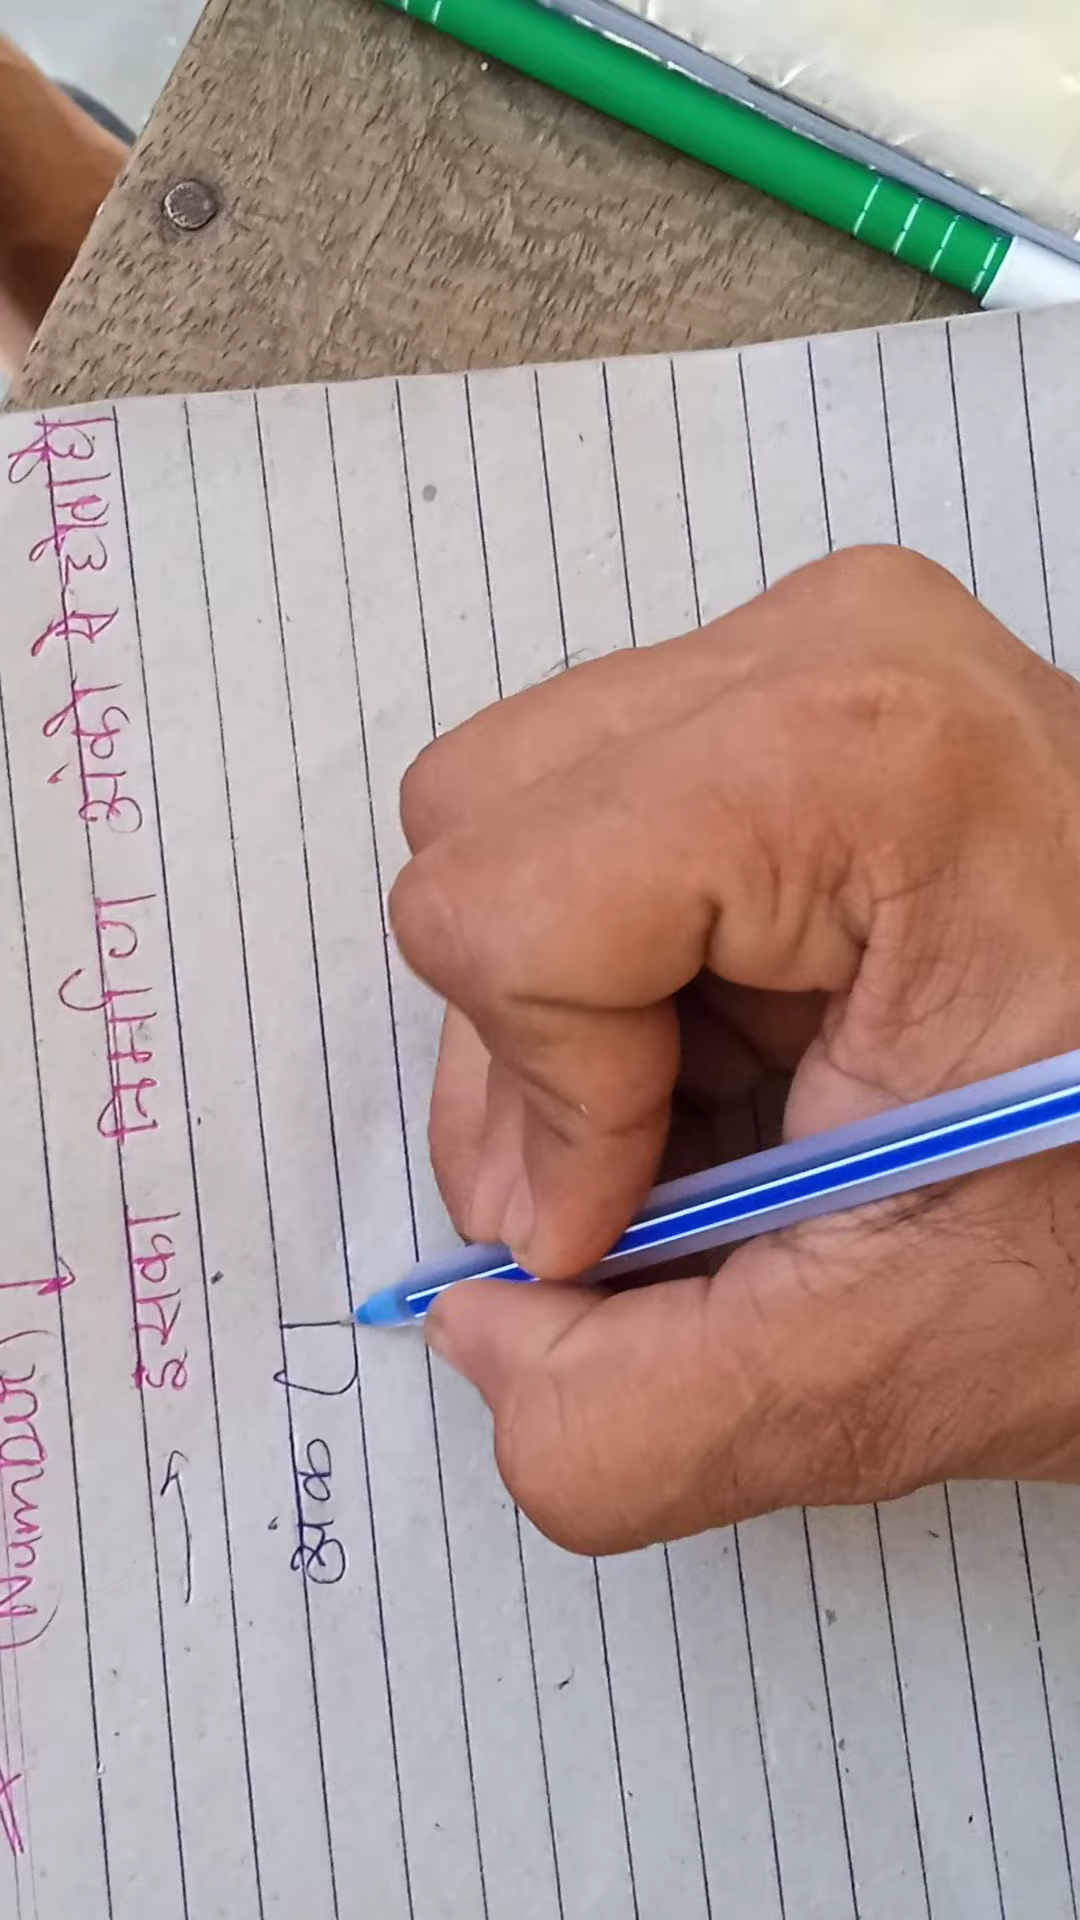 * (Number)
→ इसका निर्माण अंको से हुआ है।
अंक (